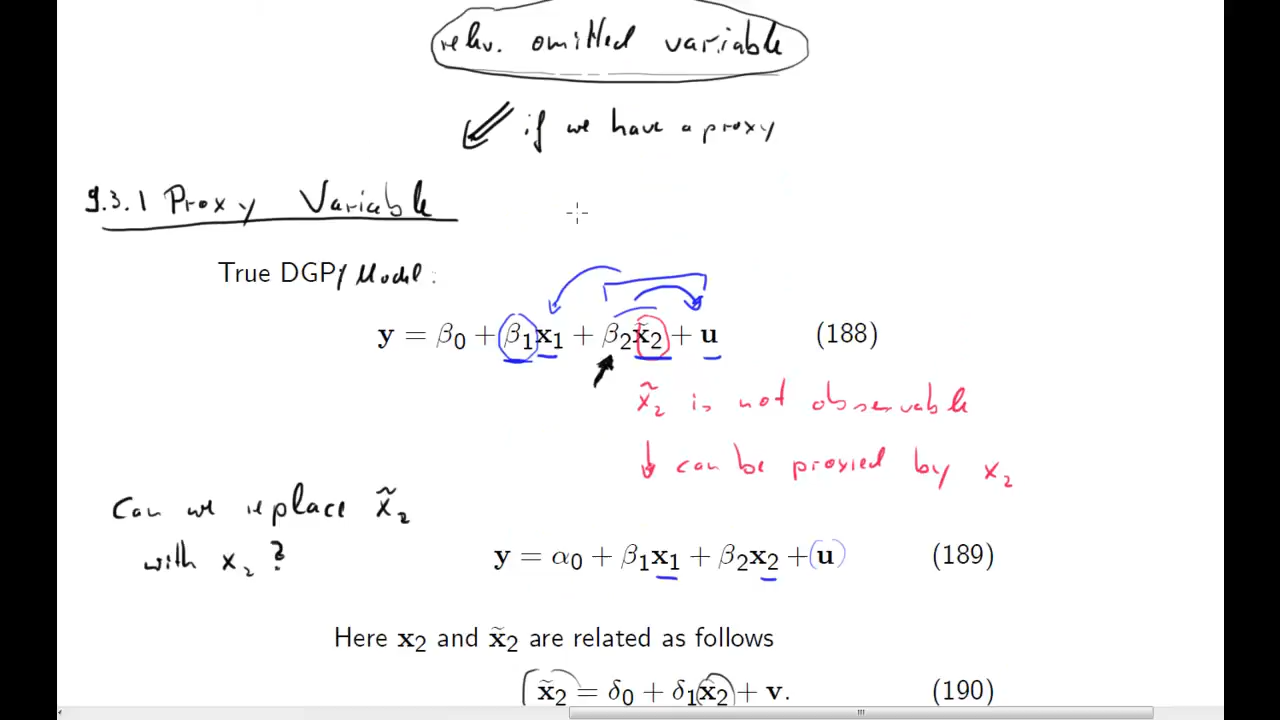 relev. omitted variable
if we have a proxy
9.3.1 Proxy Variable
True DGP/Model:
y = β0 + β1x1 + β2x̃2 + u (188)
x̃2 is not observable
can be proxied by x2
Can we replace x̃2
with x2?
y = α0 + β1x1 + β2x2 + (u) (189)
Here x2 and x̃2 are related as follows
x̃2 = δ0 + δ1x2 + v. (190)